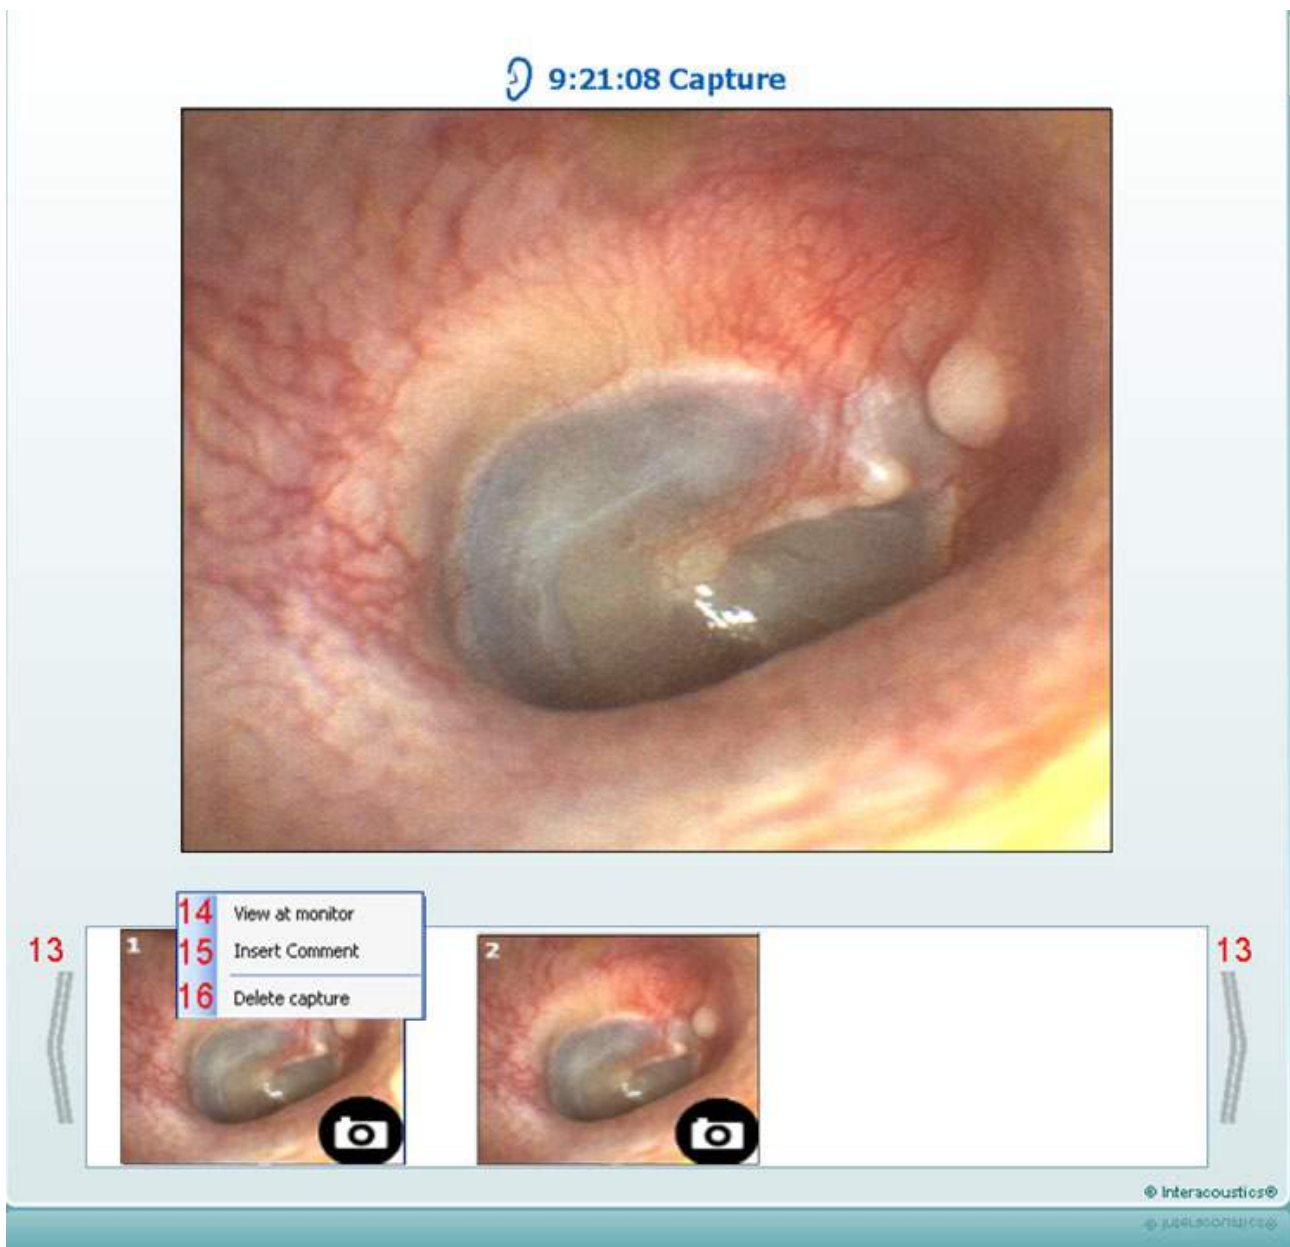 9:21:08 Capture
14 View at monitor
13
1
15 Insert Comment
2
13
16 Delete capture
® Interacoustics®